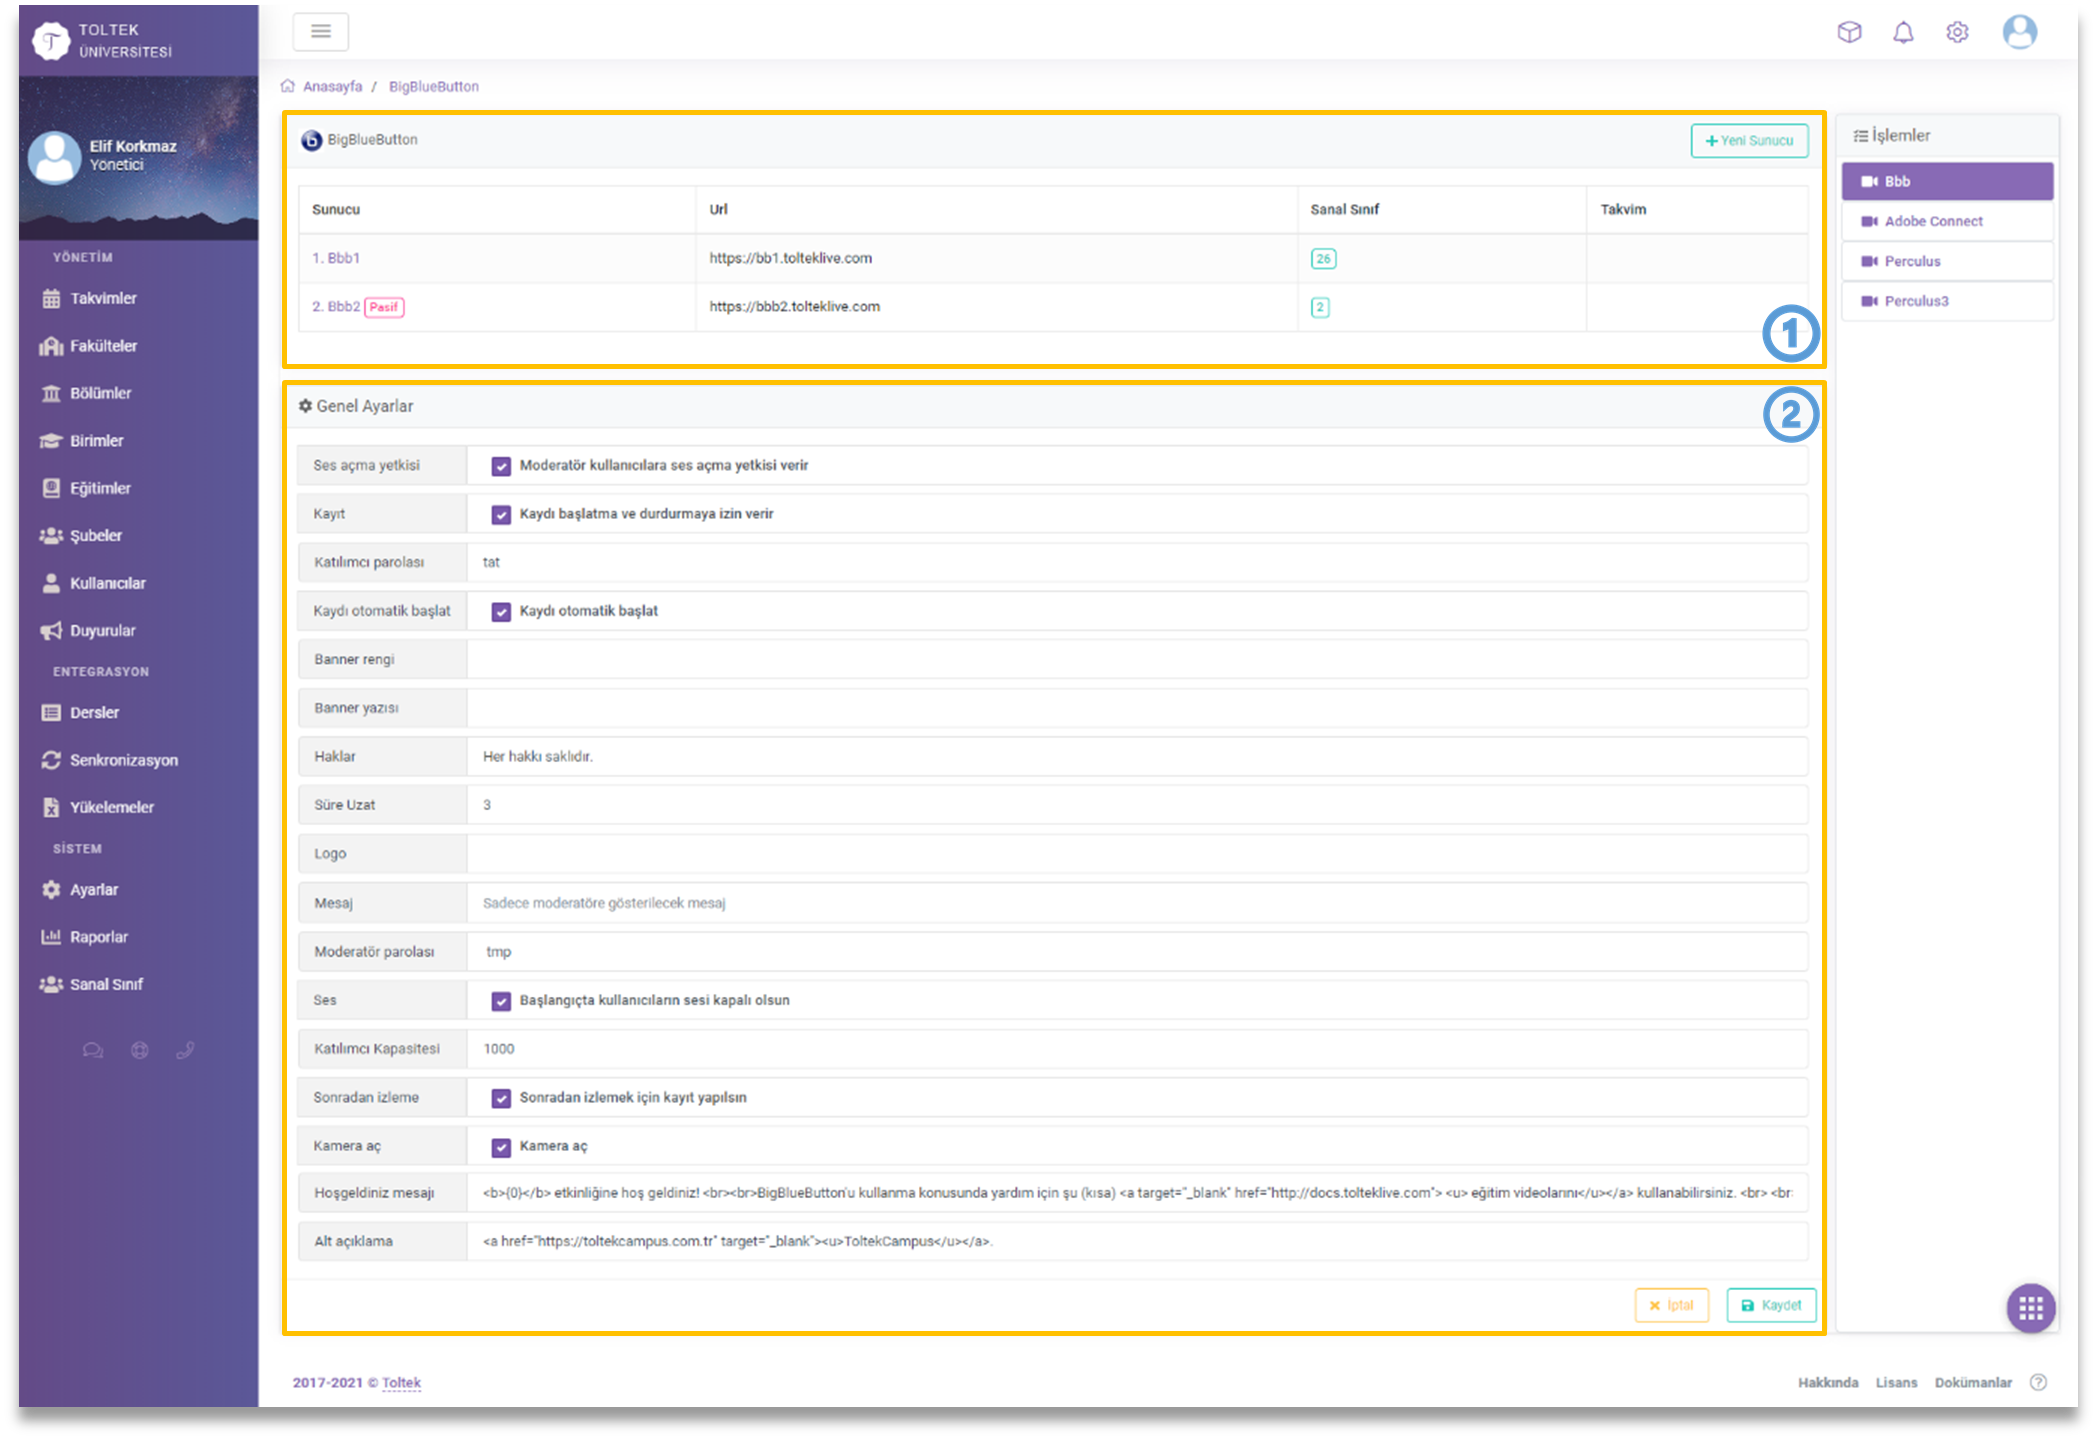 TOLTEK
ÜNİVERSİTESİ
Elif Korkmaz
Yönetici
YÖNETİM
Takvimler
Fakülteler
Bölümler
Birimler
Eğitimler
Şubeler
Kullanıcılar
Duyurular
ENTEGRASYON
Dersler
Senkronizasyon
Yükelemeler
SİSTEM
Ayarlar
Raporlar
Sanal Sınıf
Anasayfa / BigBlueButton
BigBlueButton
Yeni Sunucu
Sunucu Url Sanal Sınıf Takvim
1. Bbb1 https://bb1.tolteklive.com 26
2. Bbb2 Pasif https://bbb2.tolteklive.com 2
1
Genel Ayarlar
2
Ses açma yetkisi Moderatör kullanıcılara ses açma yetkisi verir
Kayıt Kaydı başlatma ve durdurmaya izin verir
Katılımcı parolası tat
Kaydı otomatik başlat Kaydı otomatik başlat
Banner rengi
Banner yazısı
Haklar Her hakkı saklıdır.
Süre Uzat 3
Logo
Mesaj Sadece moderatöre gösterilecek mesaj
Moderatör parolası tmp
Ses Başlangıçta kullanıcıların sesi kapalı olsun
Katılımcı Kapasitesi 1000
Sonradan izleme Sonradan izlemek için kayıt yapılsın
Kamera aç Kamera aç
Hoşgeldiniz mesajı <b>{0}</b> etkinliğine hoş geldiniz! <br><br>BigBlueButton'u kullanma konusunda yardım için şu (kısa) <a target="_blank" href="http://docs.tolteklive.com"> <u> eğitim videolarını</u></a> kullanabilirsiniz. <br> <br:
Alt açıklama <a href="https://toltekcampus.com.tr" target="_blank"><u>ToltekCampus</u></a>.
İptal Kaydet
İşlemler
Bbb
Adobe Connect
Perculus
Perculus3
2017-2021 © Toltek
Hakkında Lisans Dokümanlar ?